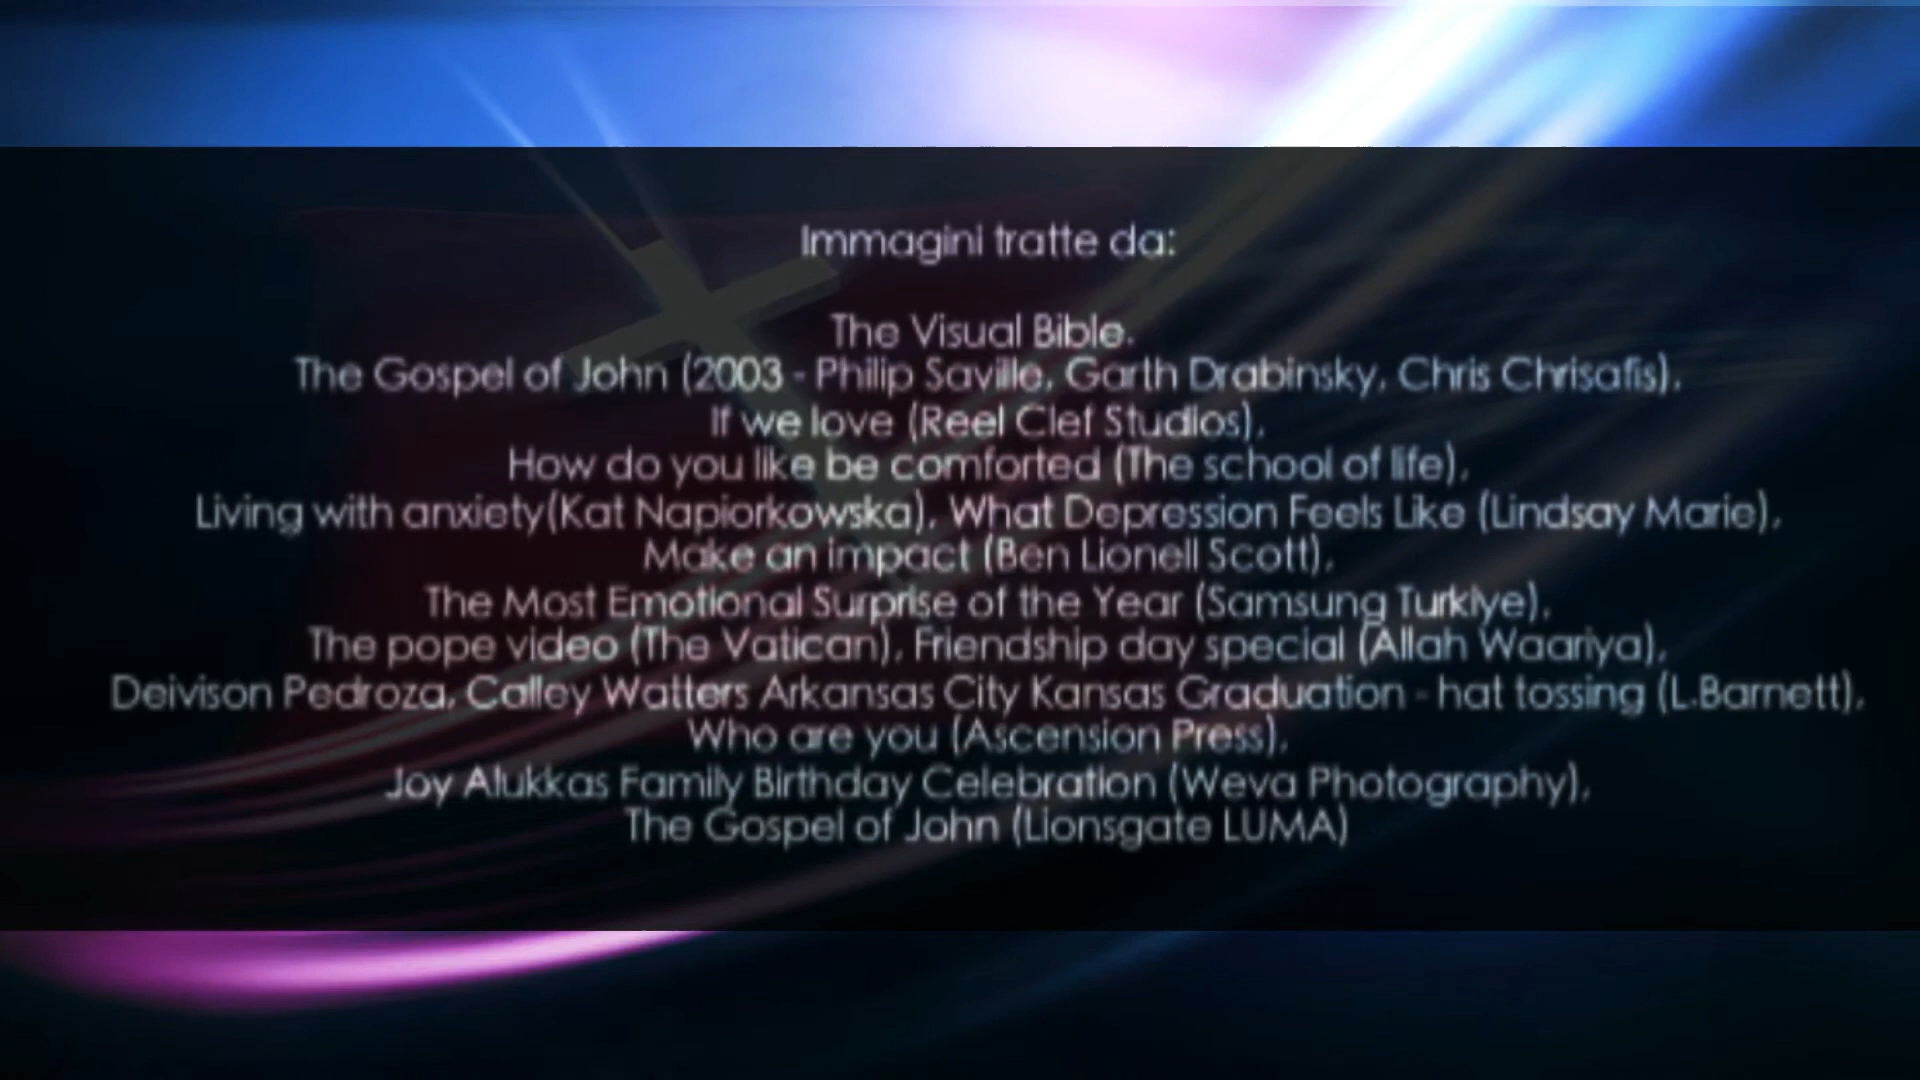 Immagini tratte da:
The Visual Bible.
The Gospel of John (2003 - Philip Saville, Garth Drabinsky, Chris Chrisafis),
If we love (Reel Clef Studios),
How do you like be comforted (The school of life),
Living with anxiety(Kat Napiorkowska), What Depression Feels Like (Lindsay Marie),
Make an impact (Ben Lionell Scott),
The Most Emotional Surprise of the Year (Samsung Turkiye),
The pope video (The Vatican), Friendship day special (Allah Waariya),
Deivison Pedroza, Calley Watters Arkansas City Kansas Graduation - hat tossing (L.Barnett),
Who are you (Ascension Press),
Joy Alukkas Family Birthday Celebration (Weva Photography),
The Gospel of John (Lionsgate LUMA)